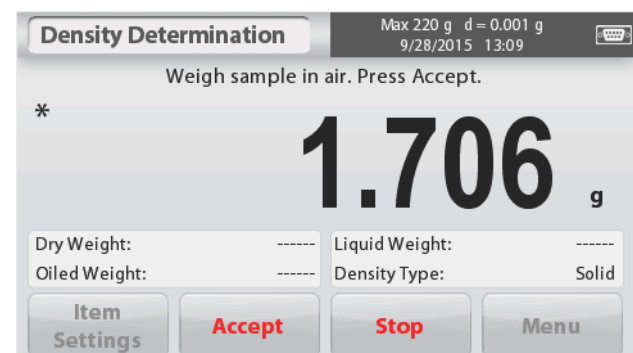 Density Determination
Max 220 g d = 0.001 g
9/28/2015 13:09
Weigh sample in air. Press Accept.
*
1.706 g
Dry Weight: ------ Liquid Weight: ------
Oiled Weight: ------ Density Type: Solid
Item Settings
Accept
Stop
Menu